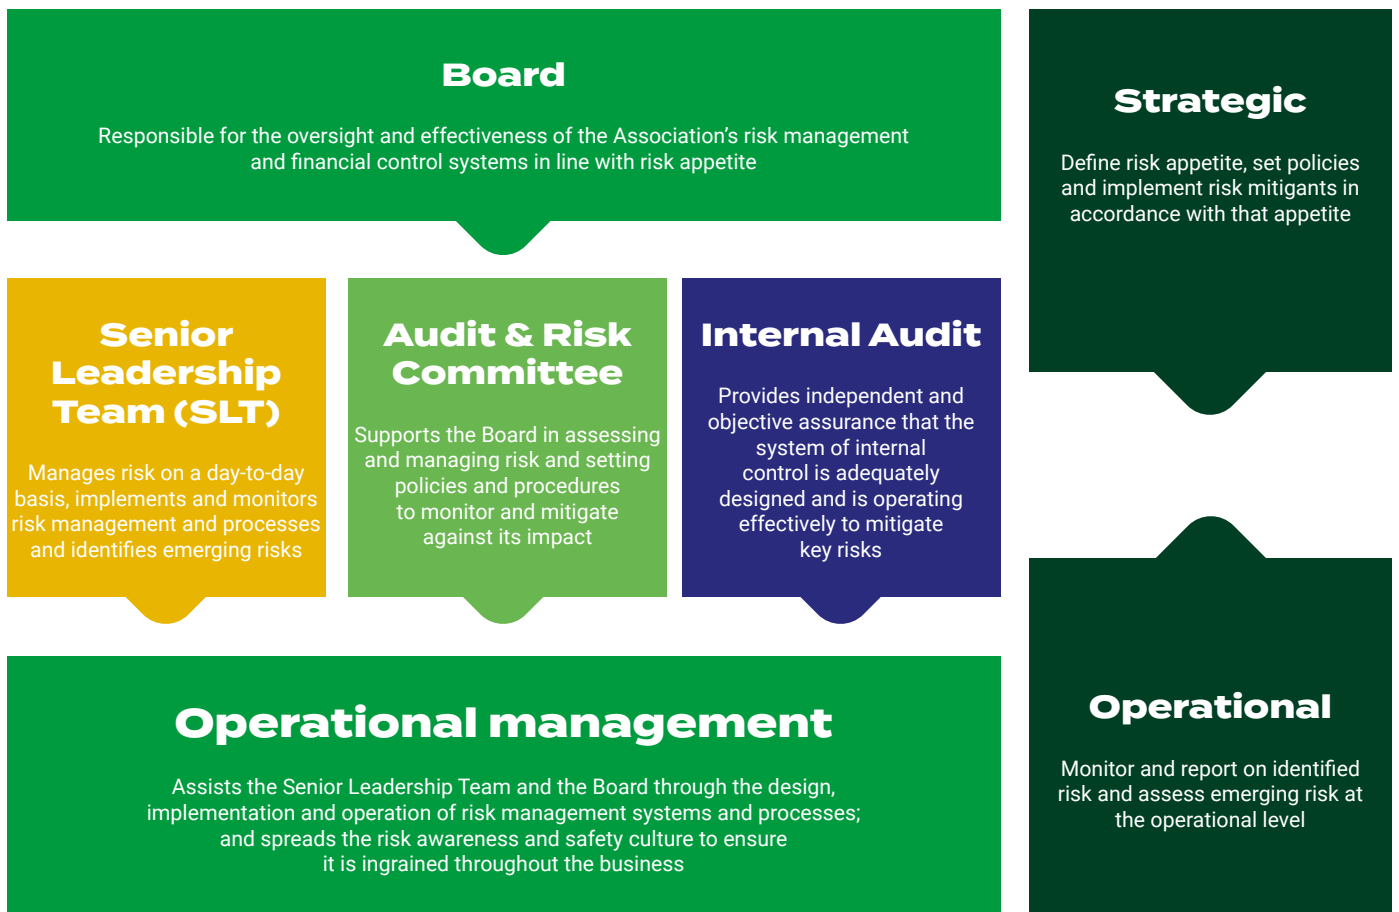 Board
Responsible for the oversight and effectiveness of the Association’s risk management
and financial control systems in line with risk appetite
Strategic
Define risk appetite, set policies
and implement risk mitigants in
accordance with that appetite
Senior
Leadership
Team (SLT)
Manages risk on a day-to-day
basis, implements and monitors
risk management and processes
and identifies emerging risks
Audit & Risk
Committee
Supports the Board in assessing
and managing risk and setting
policies and procedures
to monitor and mitigate
against its impact
Internal Audit
Provides independent and
objective assurance that the
system of internal
control is adequately
designed and is operating
effectively to mitigate
key risks
Operational management
Assists the Senior Leadership Team and the Board through the design,
implementation and operation of risk management systems and processes;
and spreads the risk awareness and safety culture to ensure
it is ingrained throughout the business
Operational
Monitor and report on identified
risk and assess emerging risk at
the operational level